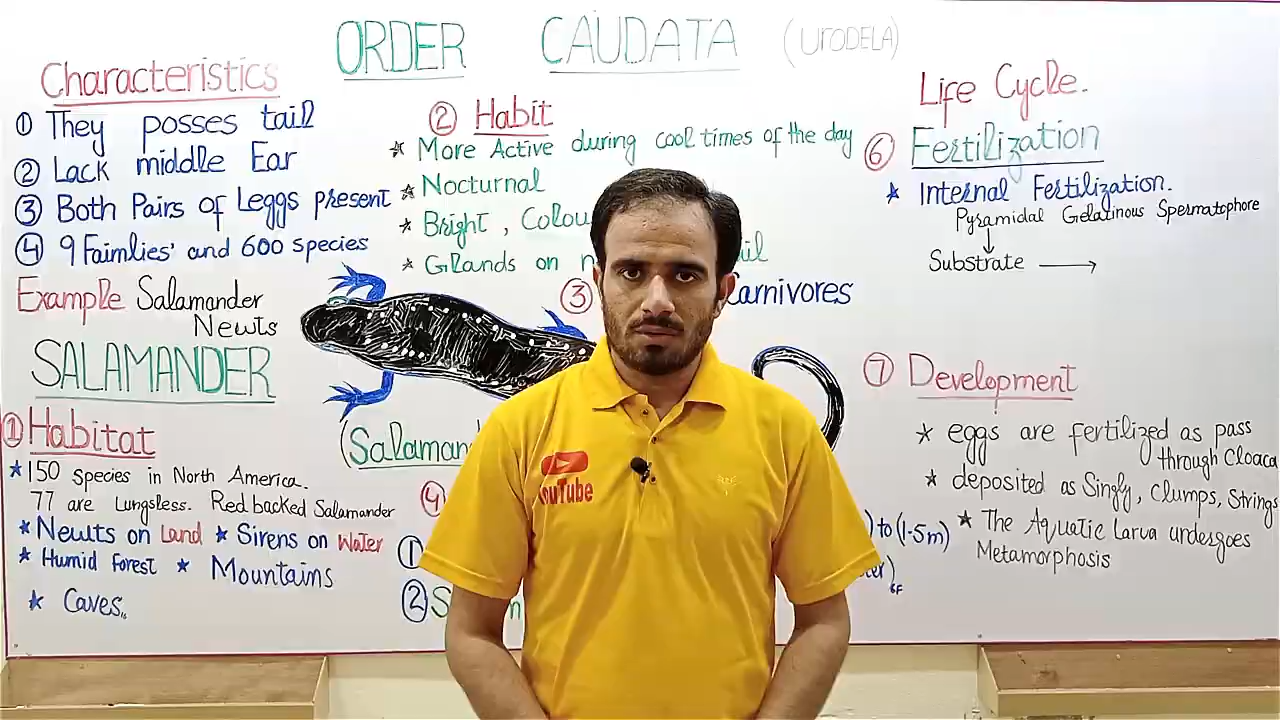 ORDER CAUDATA (UrODELA)
Characteristics
① They posses tail
② Lack middle Ear
③ Both Pairs of Leggs present
④ 9 Faimlies' and 600 species
Example Salamander
Newts
SALAMANDER
① Habitat
* 150 species in North America.
77 are Lungsless. Red backed Salamander
* Newts on Land * Sirens on Water
* Humid Forest * Mountains
* Caves
② Habit
* More Active during cool times of the day
* Nocturnal
* Bright, Colou
* Glands on
③ Carnivores
(Salaman
④
①
②
to (1-5m)
YouTube
Life Cycle.
⑥ Fertilization
* Internal Fertilization.
Pyramidal Gelatinous Spermatophore
↓
Substrate →
⑦ Development
* eggs are fertilized as pass
through Cloaca
* deposited as Singly, Clumps, Strings
* The Aquatic Larva undergoes
Metamorphosis